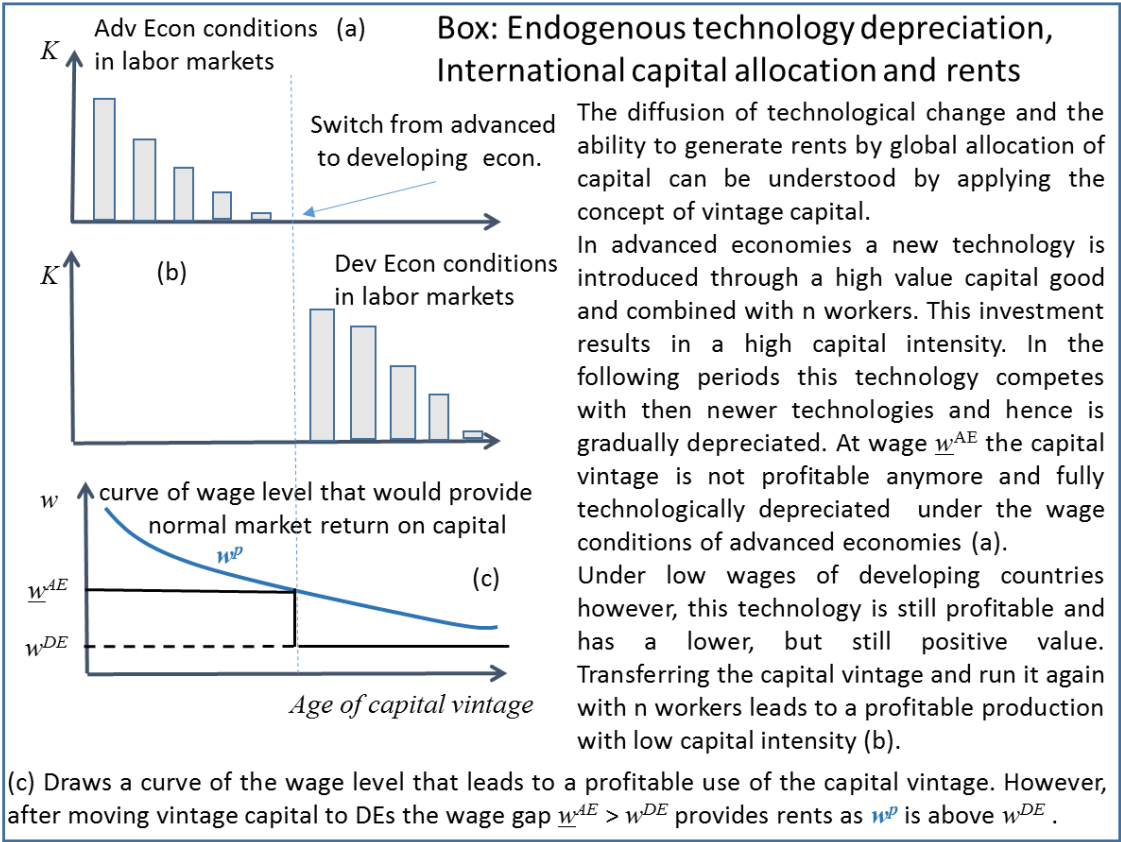 Box: Endogenous technology depreciation,
International capital allocation and rents
Adv Econ conditions
in labor markets
(a)
K
Switch from advanced
to developing econ.
K
(b)
Dev Econ conditions
in labor markets
w
curve of wage level that would provide
normal market return on capital
wᵖ
(c)
w̲ᴬᴱ
wᴰᴱ
Age of capital vintage
The diffusion of technological change and the
ability to generate rents by global allocation of
capital can be understood by applying the
concept of vintage capital.
In advanced economies a new technology is
introduced through a high value capital good
and combined with n workers. This investment
results in a high capital intensity. In the
following periods this technology competes
with then newer technologies and hence is
gradually depreciated. At wage w̲ᴬᴱ the capital
vintage is not profitable anymore and fully
technologically depreciated under the wage
conditions of advanced economies (a).
Under low wages of developing countries
however, this technology is still profitable and
has a lower, but still positive value.
Transferring the capital vintage and run it again
with n workers leads to a profitable production
with low capital intensity (b).
(c) Draws a curve of the wage level that leads to a profitable use of the capital vintage. However,
after moving vintage capital to DEs the wage gap w̲ᴬᴱ > wᴰᴱ provides rents as wᵖ is above wᴰᴱ .